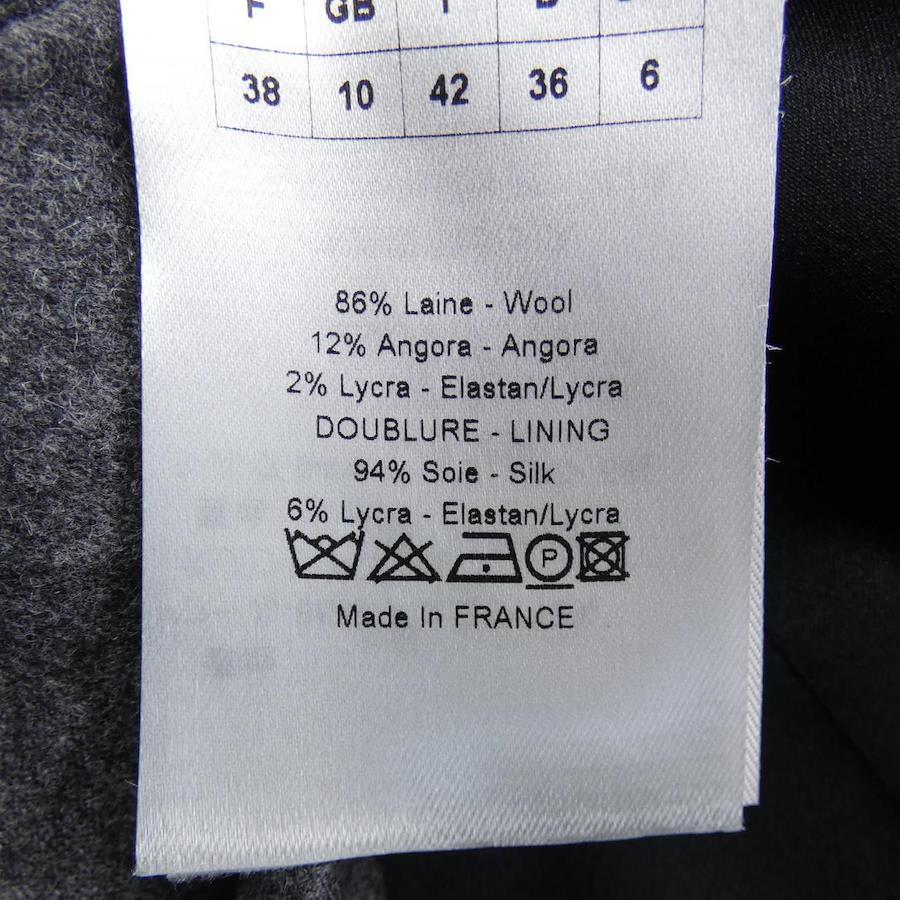 F GB I D
38 10 42 36 6
86% Laine - Wool
12% Angora - Angora
2% Lycra - Elastan/Lycra
DOUBLURE - LINING
94% Soie - Silk
6% Lycra - Elastan/Lycra
P
Made In FRANCE